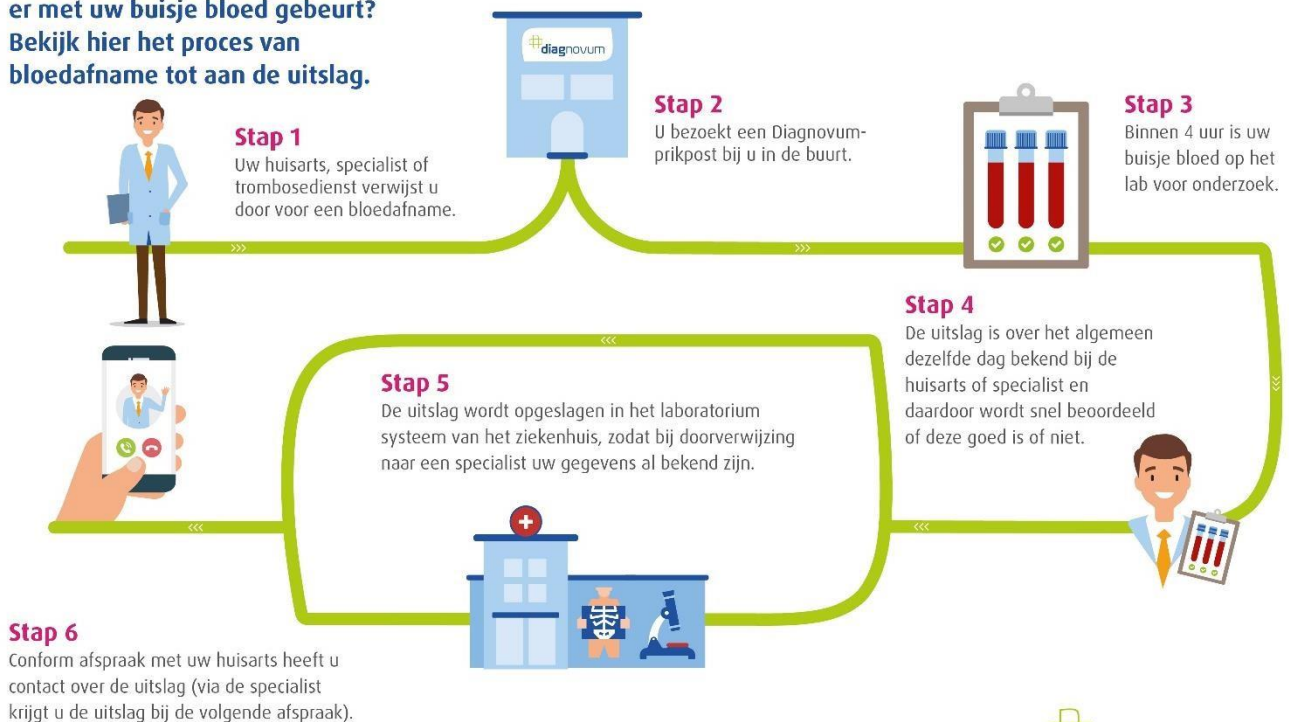 er met uw buisje bloed gebeurt?
Bekijk hier het proces van
bloedafname tot aan de uitslag.
diagnovum
Stap 1
Uw huisarts, specialist of
trombosedienst verwijst u
door voor een bloedafname.
Stap 2
U bezoekt een Diagnovum-
prikpost bij u in de buurt.
Stap 3
Binnen 4 uur is uw
buisje bloed op het
lab voor onderzoek.
Stap 4
De uitslag is over het algemeen
dezelfde dag bekend bij de
huisarts of specialist en
daardoor wordt snel beoordeeld
of deze goed is of niet.
Stap 5
De uitslag wordt opgeslagen in het laboratorium
systeem van het ziekenhuis, zodat bij doorverwijzing
naar een specialist uw gegevens al bekend zijn.
Stap 6
Conform afspraak met uw huisarts heeft u
contact over de uitslag (via de specialist
krijgt u de uitslag bij de volgende afspraak).